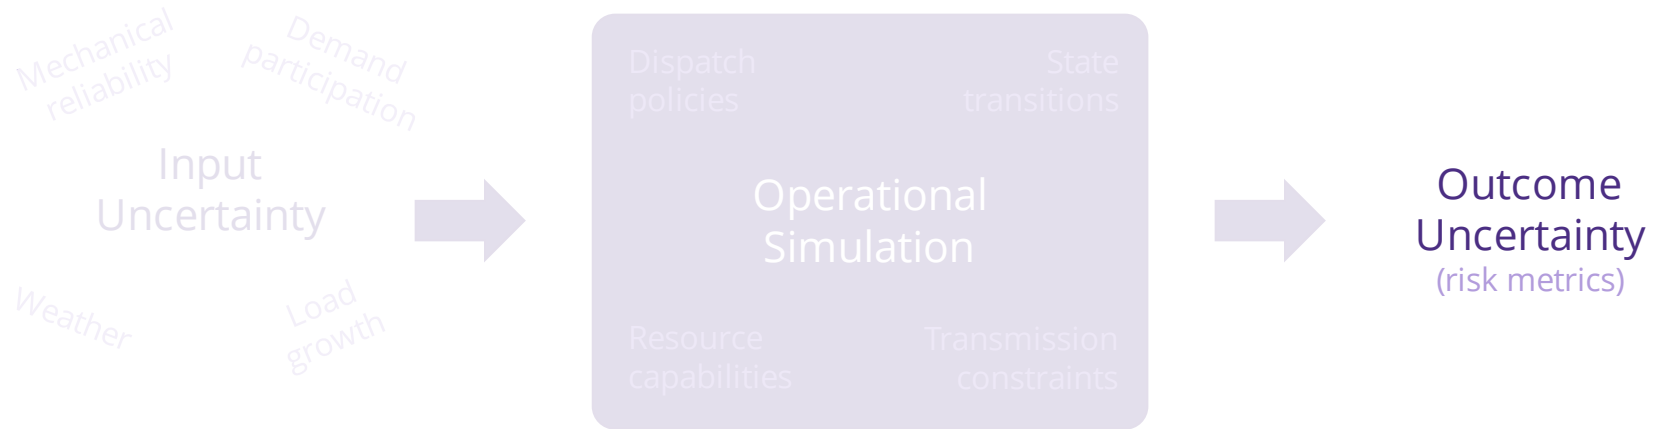 Mechanical
reliability
Demand
participation
Input
Uncertainty
Weather
Load
growth
Dispatch
policies
State
transitions
Operational
Simulation
Resource
capabilities
Transmission
constraints
Outcome
Uncertainty
(risk metrics)